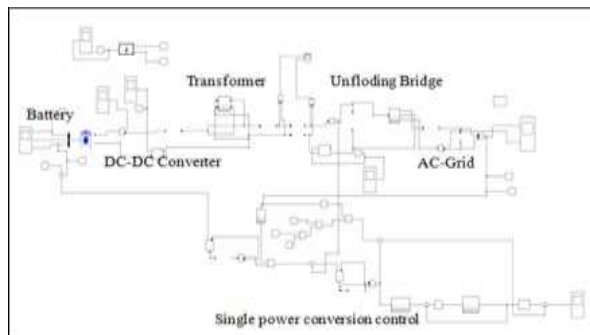 Transformer
Unfloding Bridge
Battery
DC-DC Converter
AC-Grid
Single power conversion control